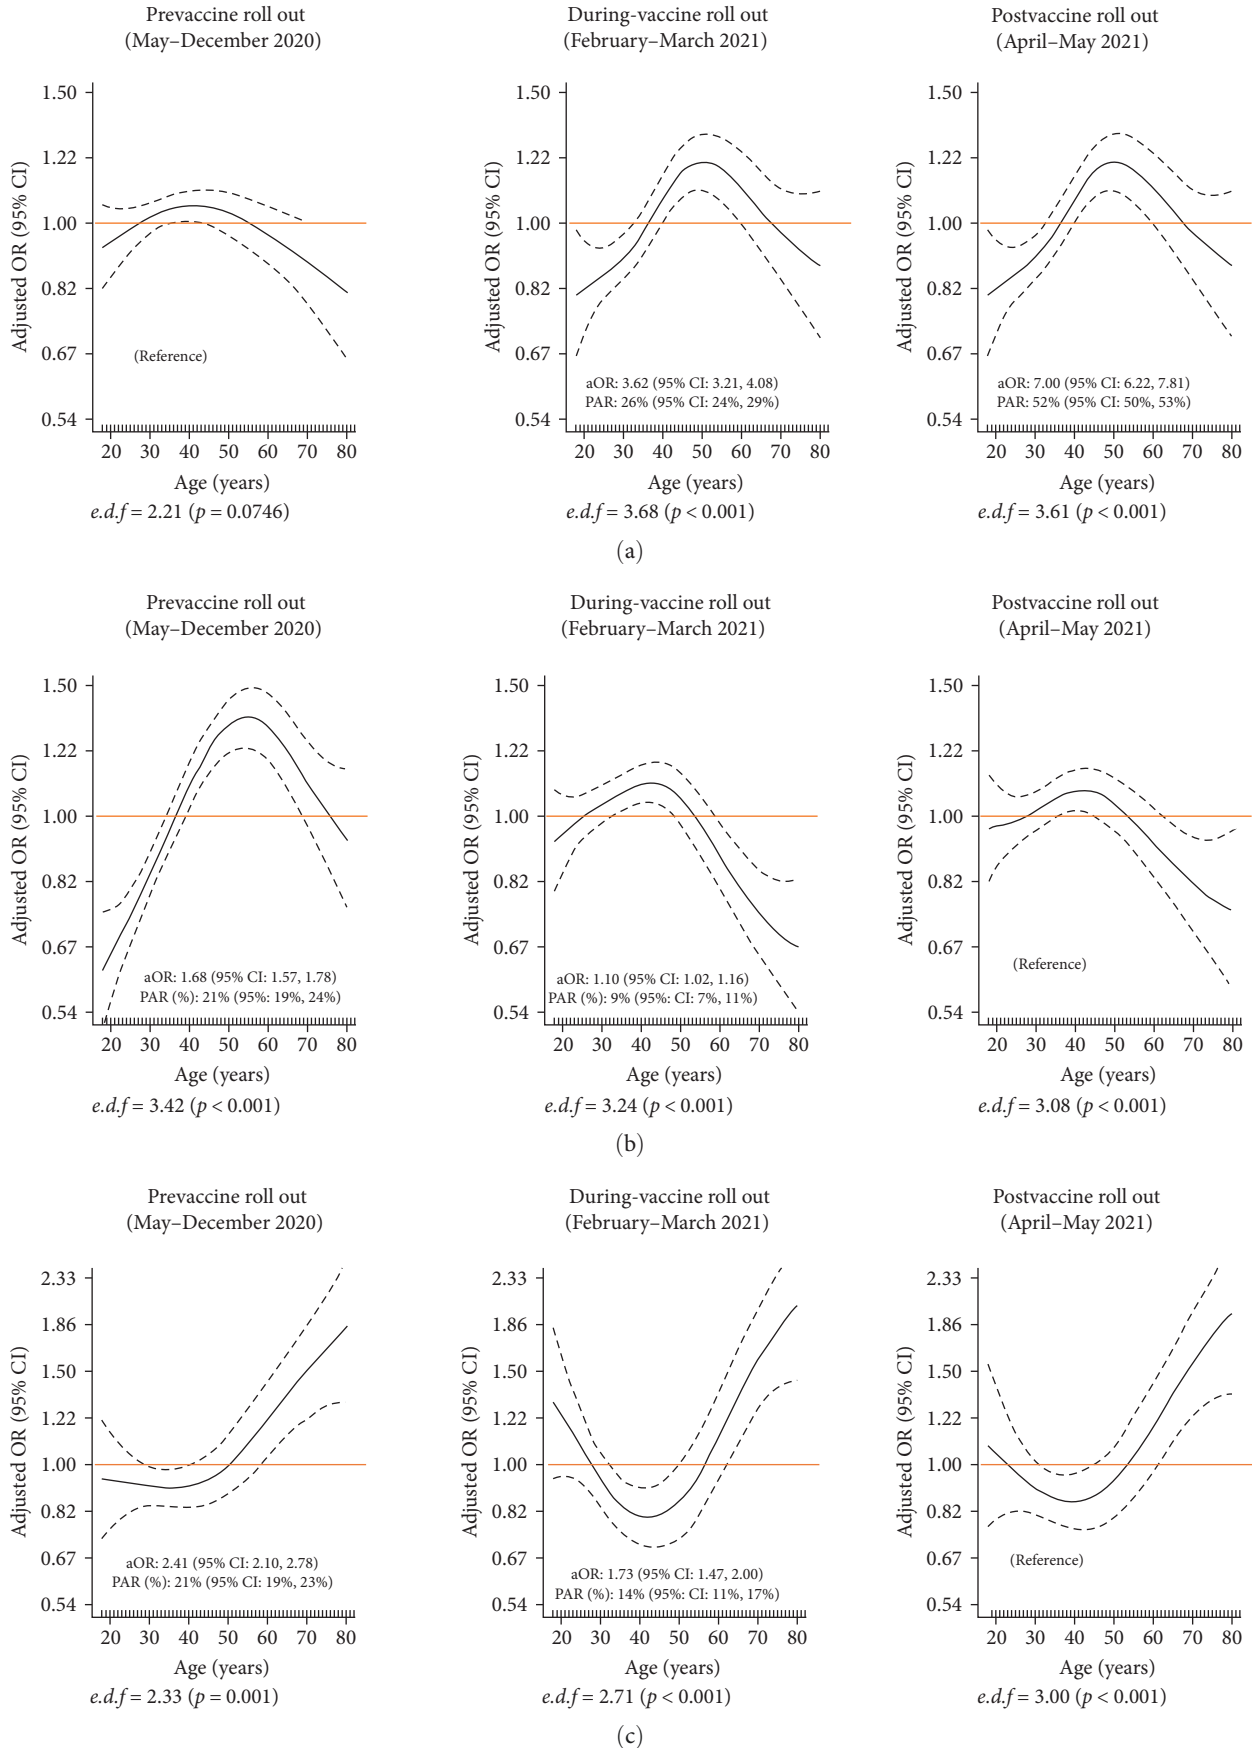 Prevaccine roll out
(May–December 2020)
During-vaccine roll out
(February–March 2021)
Postvaccine roll out
(April–May 2021)
Adjusted OR (95% CI)
1.50
1.22
1.00
0.82
0.67
0.54
(Reference)
20 30 40 50 60 70 80
Age (years)
e.d.f = 2.21 (p = 0.0746)
Adjusted OR (95% CI)
1.50
1.22
1.00
0.82
0.67
0.54
aOR: 3.62 (95% CI: 3.21, 4.08)
PAR: 26% (95% CI: 24%, 29%)
20 30 40 50 60 70 80
Age (years)
e.d.f = 3.68 (p < 0.001)
Adjusted OR (95% CI)
1.50
1.22
1.00
0.82
0.67
0.54
aOR: 7.00 (95% CI: 6.22, 7.81)
PAR: 52% (95% CI: 50%, 53%)
20 30 40 50 60 70 80
Age (years)
e.d.f = 3.61 (p < 0.001)
(a)
Prevaccine roll out
(May–December 2020)
During-vaccine roll out
(February–March 2021)
Postvaccine roll out
(April–May 2021)
Adjusted OR (95% CI)
1.50
1.22
1.00
0.82
0.67
0.54
aOR: 1.68 (95% CI: 1.57, 1.78)
PAR (%): 21% (95%: 19%, 24%)
20 30 40 50 60 70 80
Age (years)
e.d.f = 3.42 (p < 0.001)
Adjusted OR (95% CI)
1.50
1.22
1.00
0.82
0.67
0.54
aOR: 1.10 (95% CI: 1.02, 1.16)
PAR (%): 9% (95%: CI: 7%, 11%)
20 30 40 50 60 70 80
Age (years)
e.d.f = 3.24 (p < 0.001)
Adjusted OR (95% CI)
1.50
1.22
1.00
0.82
0.67
0.54
(Reference)
20 30 40 50 60 70 80
Age (years)
e.d.f = 3.08 (p < 0.001)
(b)
Prevaccine roll out
(May–December 2020)
During-vaccine roll out
(February–March 2021)
Postvaccine roll out
(April–May 2021)
Adjusted OR (95% CI)
2.33
1.86
1.50
1.22
1.00
0.82
0.67
0.54
aOR: 2.41 (95% CI: 2.10, 2.78)
PAR (%): 21% (95% CI: 19%, 23%)
20 30 40 50 60 70 80
Age (years)
e.d.f = 2.33 (p = 0.001)
Adjusted OR (95% CI)
2.33
1.86
1.50
1.22
1.00
0.82
0.67
0.54
aOR: 1.73 (95% CI: 1.47, 2.00)
PAR (%): 14% (95%: CI: 11%, 17%)
20 30 40 50 60 70 80
Age (years)
e.d.f = 2.71 (p < 0.001)
Adjusted OR (95% CI)
2.33
1.86
1.50
1.22
1.00
0.82
0.67
0.54
(Reference)
20 30 40 50 60 70 80
Age (years)
e.d.f = 3.00 (p < 0.001)
(c)